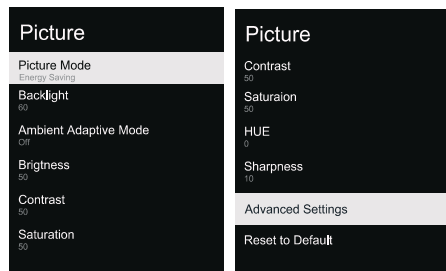 Picture
Picture Mode
Energy Saving
Backlight
60
Ambient Adaptive Mode
Off
Brigtness
50
Contrast
50
Saturation
50
Picture
Contrast
50
Saturaion
50
HUE
0
Sharpness
10
Advanced Settings
Reset to Default